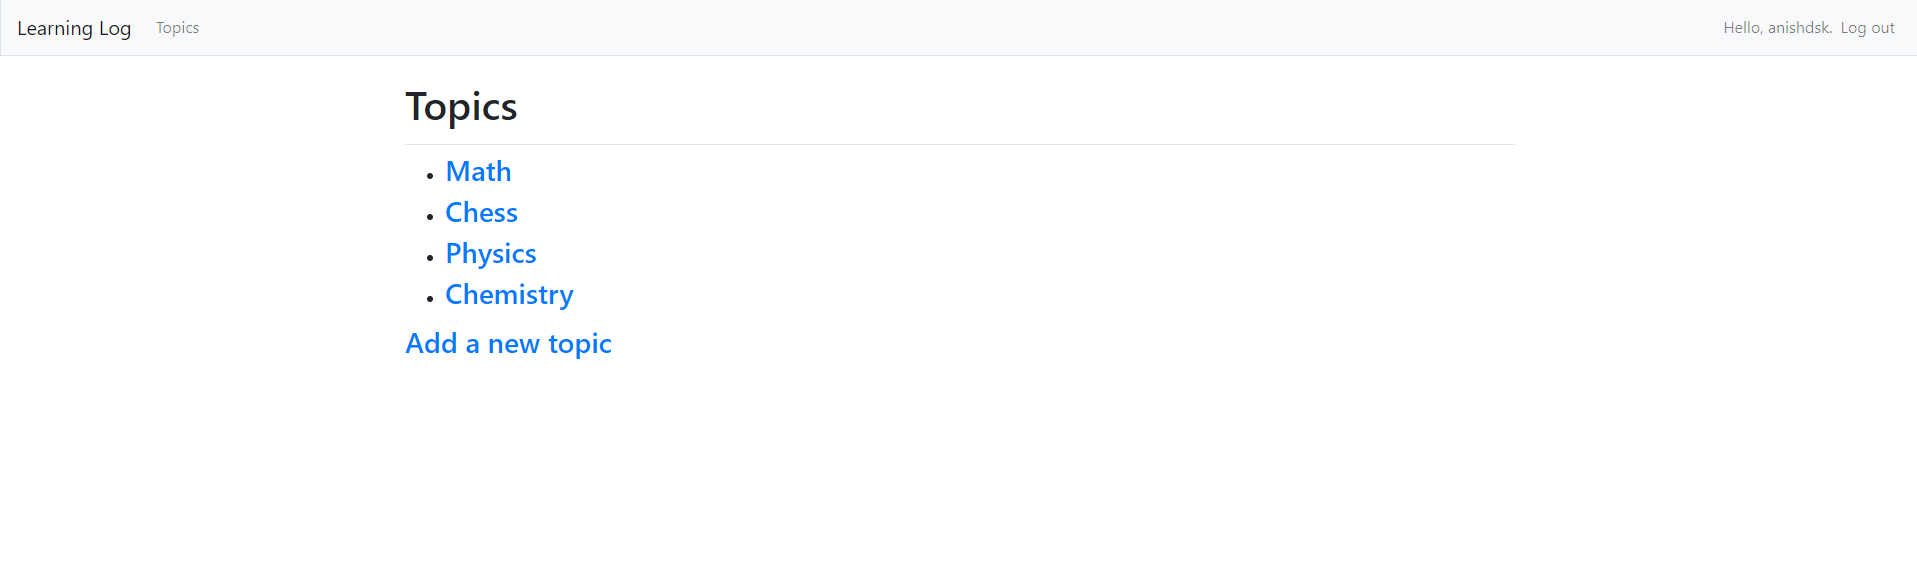 Learning Log Topics Hello, anishdsk. Log out
Topics
Math
Chess
Physics
Chemistry
Add a new topic